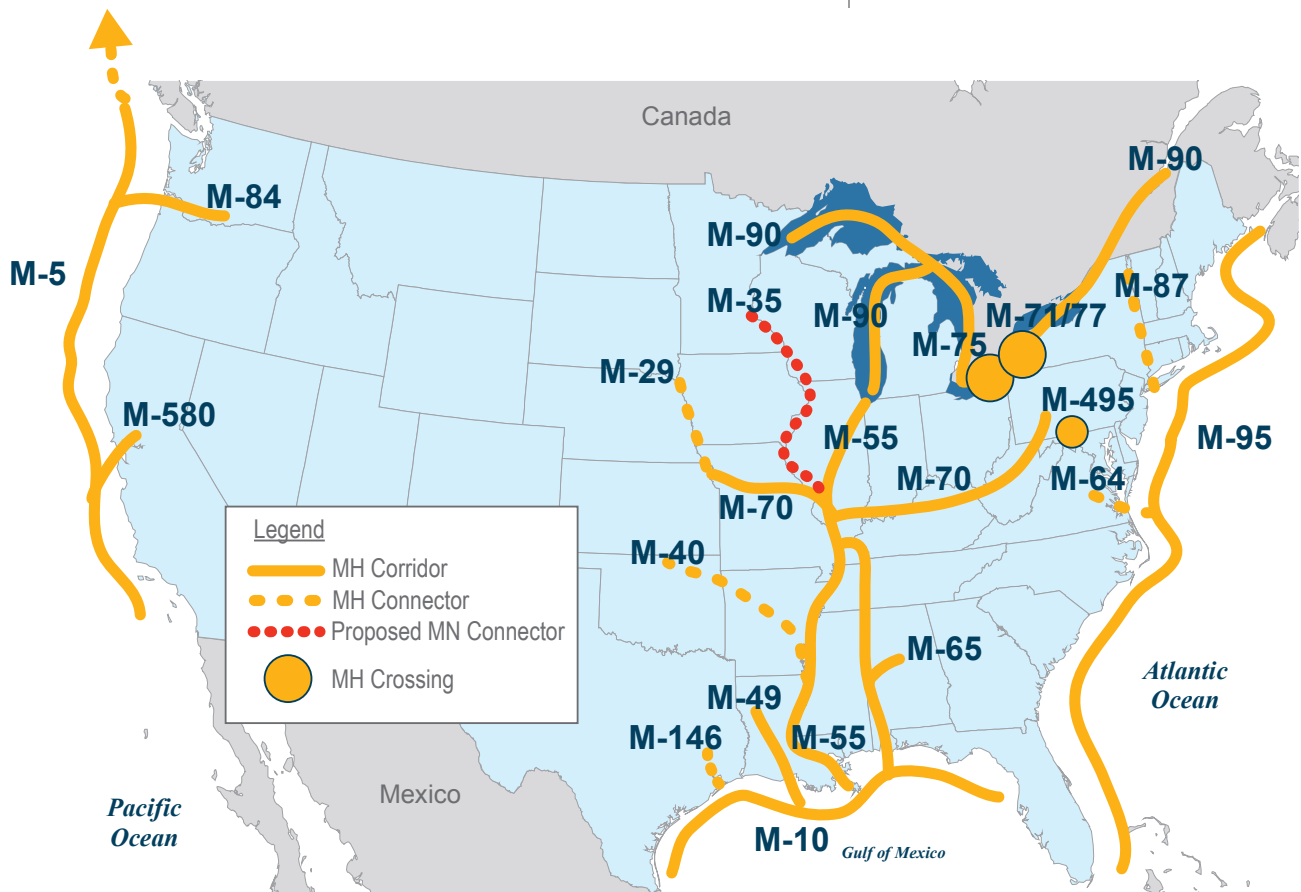 Canada
M-90
M-84
M-90
M-5
M-87
M-35
M-90
M-71/77
M-75
M-29
M-495
M-580
M-55
M-95
M-70
M-64
M-70
Legend
MH Corridor
MH Connector
Proposed MN Connector
MH Crossing
M-40
M-65
Atlantic
Ocean
M-49
M-146
M-55
Mexico
Pacific
Ocean
M-10
Gulf of Mexico